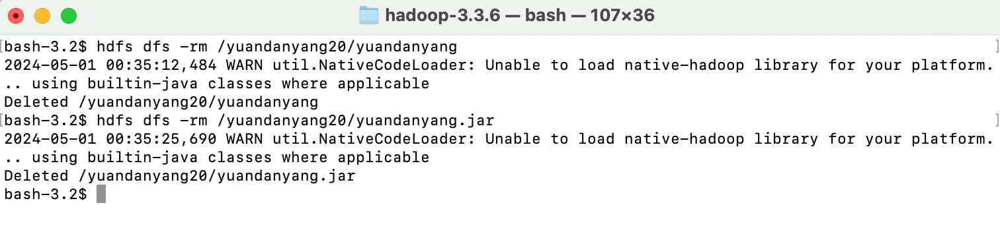 hadoop-3.3.6 — bash — 107×36
[bash-3.2$ hdfs dfs -rm /yuandanyang20/yuandanyang ]
2024-05-01 00:35:12,484 WARN util.NativeCodeLoader: Unable to load native-hadoop library for your platform.
.. using builtin-java classes where applicable
Deleted /yuandanyang20/yuandanyang
[bash-3.2$ hdfs dfs -rm /yuandanyang20/yuandanyang.jar ]
2024-05-01 00:35:25,690 WARN util.NativeCodeLoader: Unable to load native-hadoop library for your platform.
.. using builtin-java classes where applicable
Deleted /yuandanyang20/yuandanyang.jar
bash-3.2$